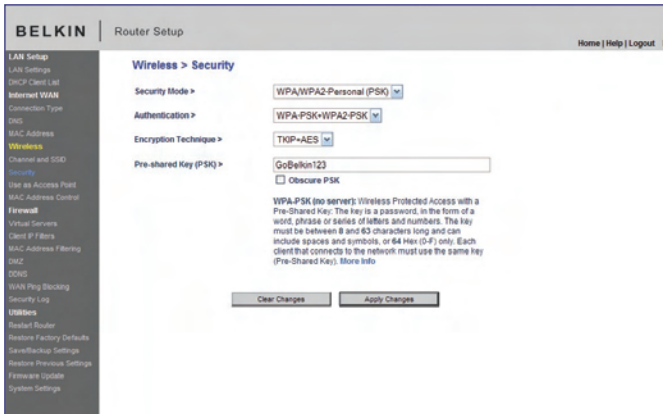 BELKIN
Router Setup
Home | Help | Logout
LAN Setup
LAN Settings
DHCP Client List
Internet WAN
Connection Type
DNS
MAC Address
Wireless
Channel and SSID
Security
Use as Access Point
MAC Address Control
Firewall
Virtual Servers
Client IP Filters
MAC Address Filtering
DMZ
DDNS
WAN Ping Blocking
Security Log
Utilities
Restart Router
Restore Factory Defaults
Save/Backup Settings
Restore Previous Settings
Firmware Update
System Settings
Wireless > Security
Security Mode > WPA/WPA2-Personal (PSK)
Authentication > WPA-PSK+WPA2-PSK
Encryption Technique > TKIP+AES
Pre-shared Key (PSK) > GoBelkin123
Obscure PSK
WPA-PSK (no server): Wireless Protected Access with a
Pre-Shared Key: The key is a password, in the form of a
word, phrase or series of letters and numbers. The key
must be between 8 and 63 characters long and can
include spaces and symbols, or 64 Hex (0-F) only. Each
client that connects to the network must use the same key
(Pre-Shared Key). More Info
Clear Changes
Apply Changes